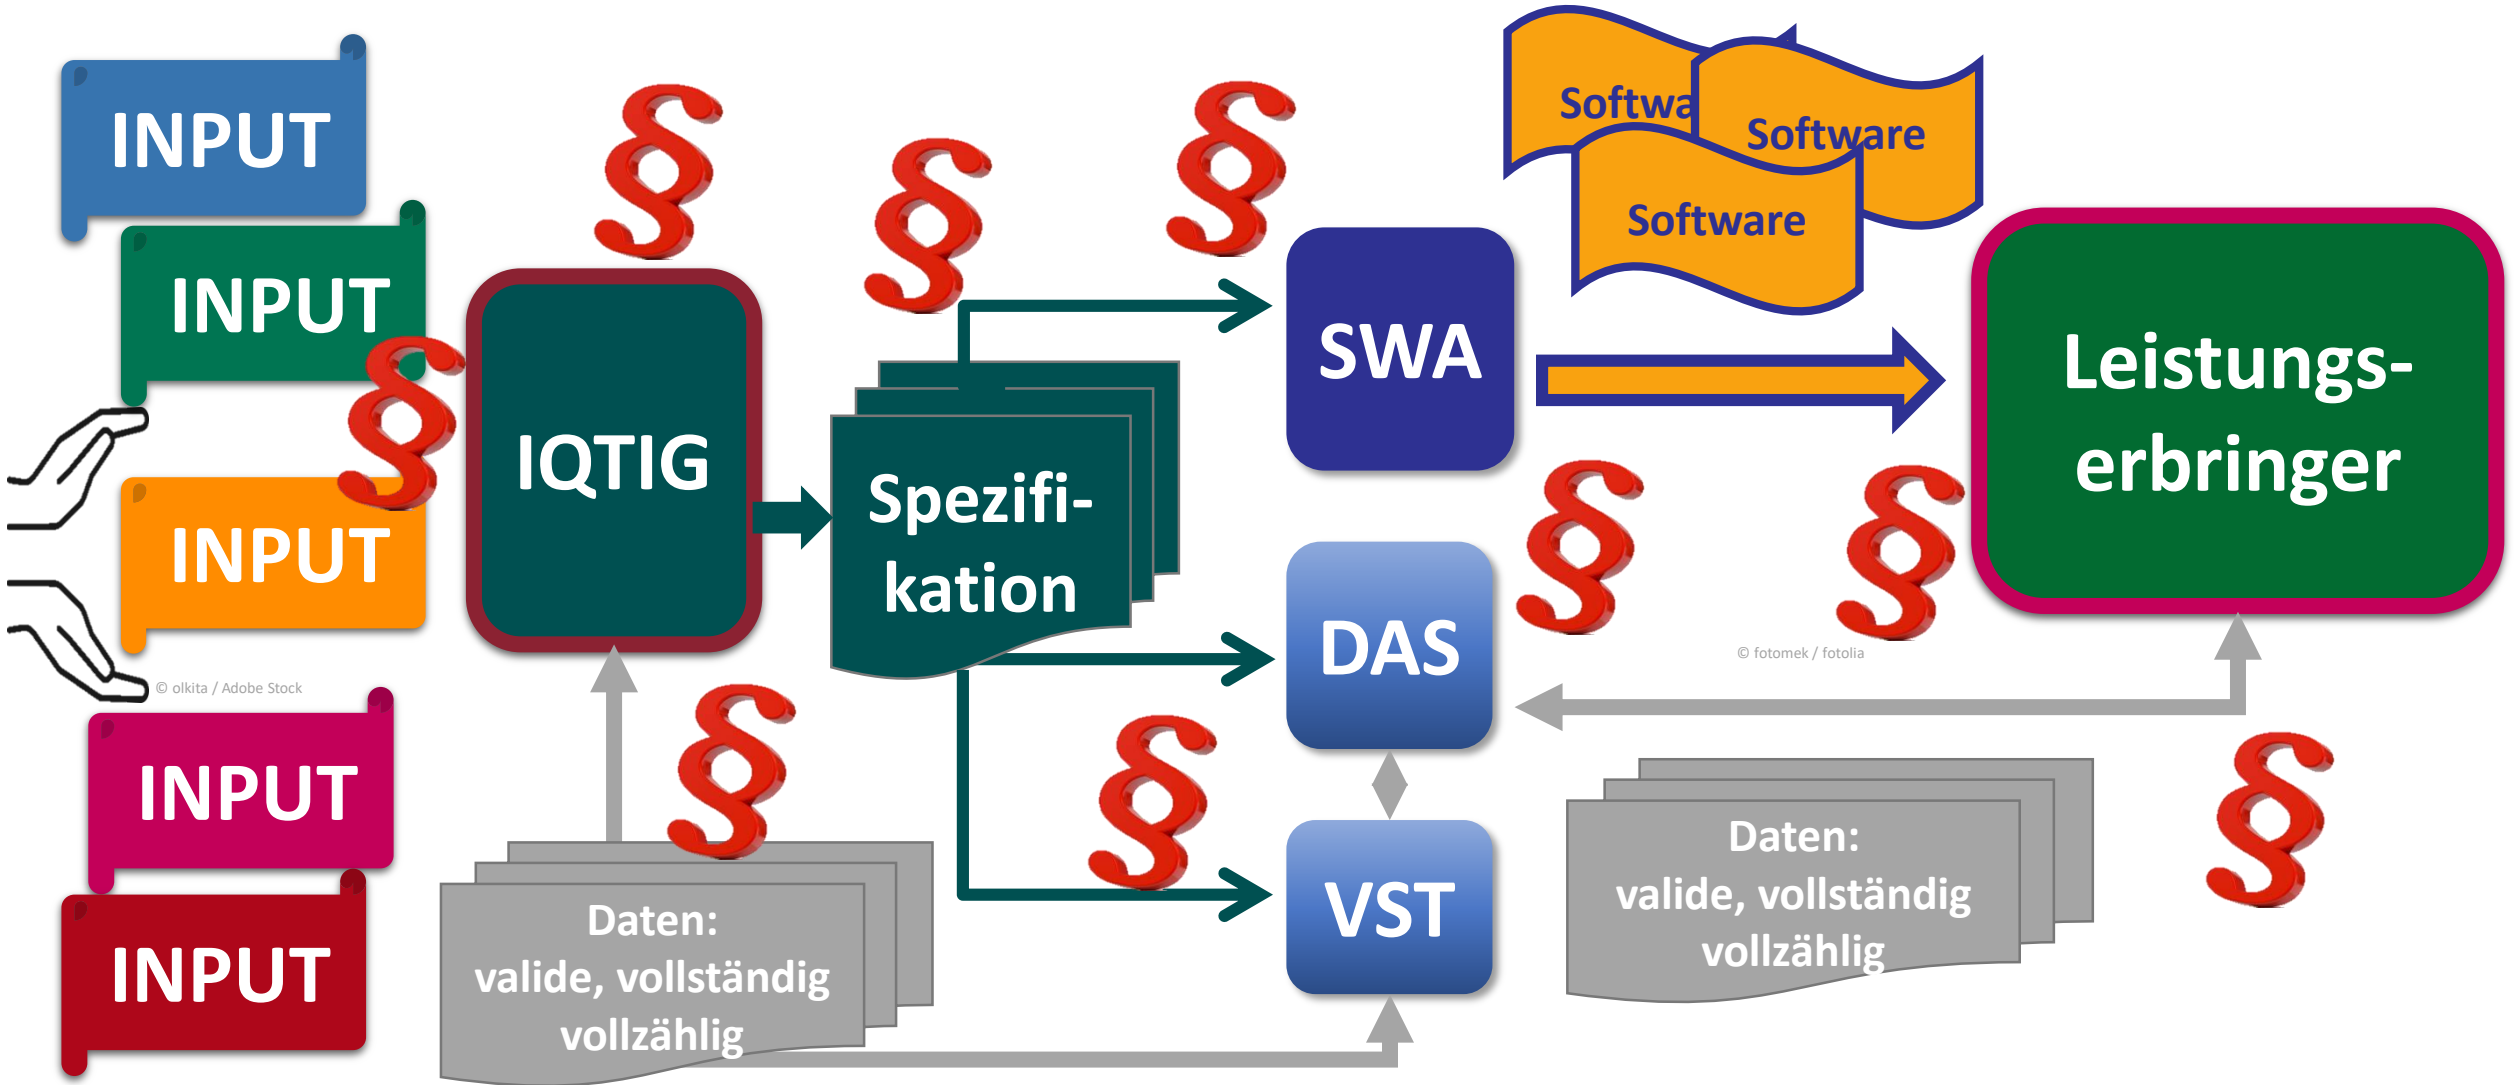 INPUT
INPUT
INPUT
© olkita / Adobe Stock
INPUT
INPUT
§
§
§
§
§
§
§
§
§
IQTIG
Spezifi-
kation
Daten:
valide, vollständig
vollzählig
SWA
DAS
VST
Softwa
Software
Software
Leistungs-
erbringer
© fotomek / fotolia
Daten:
valide, vollständig
vollzählig